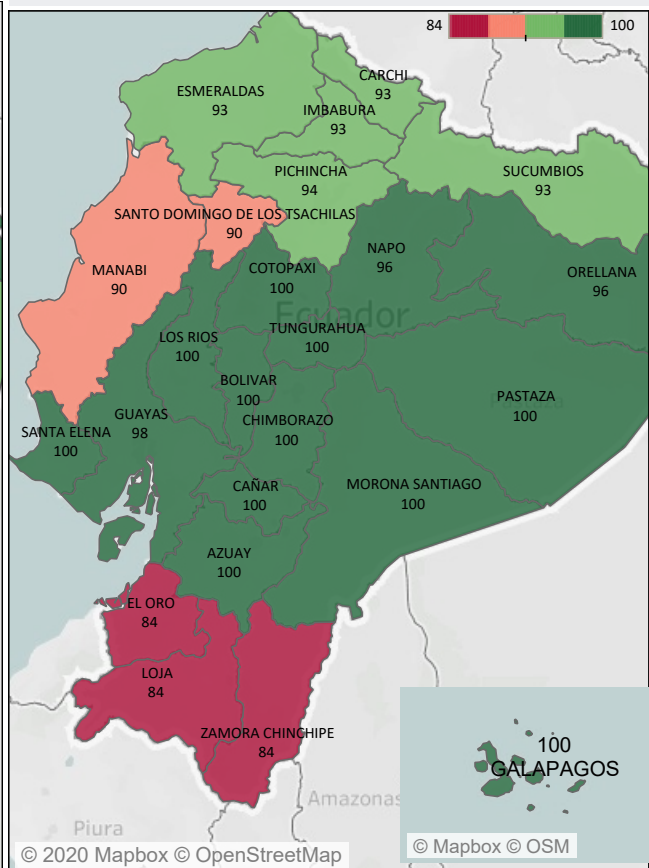 84 100
CARCHI
93
ESMERALDAS
93
IMBABURA
93
PICHINCHA
94
SUCUMBIOS
93
SANTO DOMINGO DE LOS TSACHILAS
90
NAPO
96
MANABI
90
COTOPAXI
100
ORELLANA
96
Ecuador
TUNGURAHUA
100
LOS RIOS
100
BOLIVAR
100
PASTAZA
100
GUAYAS
98
CHIMBORAZO
100
SANTA ELENA
100
CAÑAR
100
MORONA SANTIAGO
100
AZUAY
100
EL ORO
84
LOJA
84
ZAMORA CHINCHIPE
84
100
GALAPAGOS
Amazonas
Piura
© 2020 Mapbox © OpenStreetMap
© Mapbox © OSM